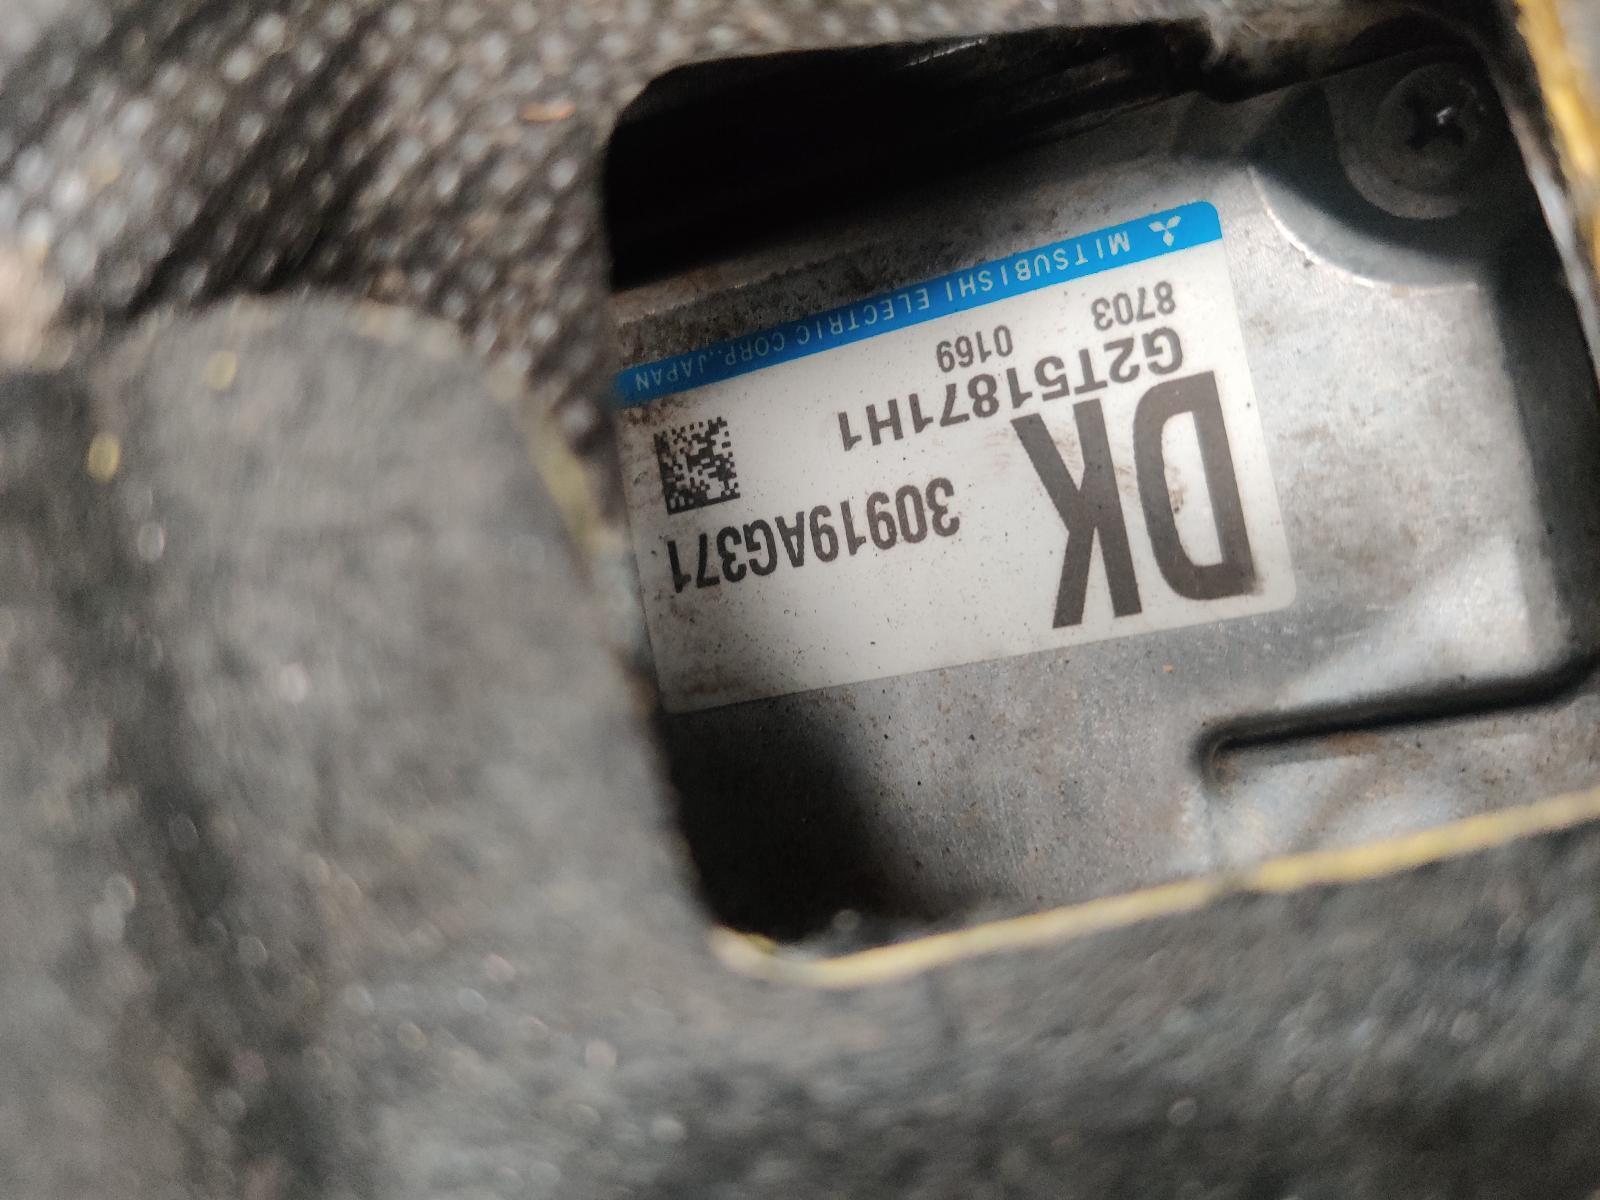 DK 30919AG371
G2T51871H1
8703 0169
MITSUBISHI ELECTRIC CORP. JAPAN